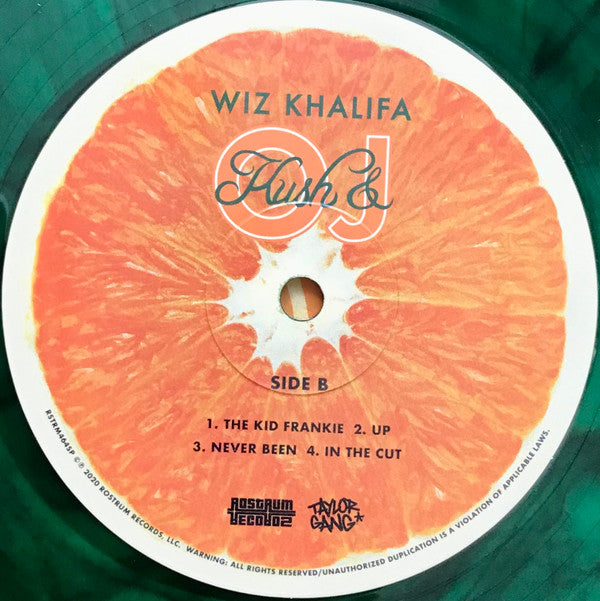 WIZ KHALIFA
Kush &
OJ
SIDE B
1. THE KID FRANKIE 2. UP
3. NEVER BEEN 4. IN THE CUT
ROSTRUM
RECORDS
TAYLOR
GANG
RSTRM464SP ©℗ 2020 ROSTRUM RECORDS, LLC. WARNING: ALL RIGHTS RESERVED/UNAUTHORIZED DUPLICATION IS A VIOLATION OF APPLICABLE LAWS.